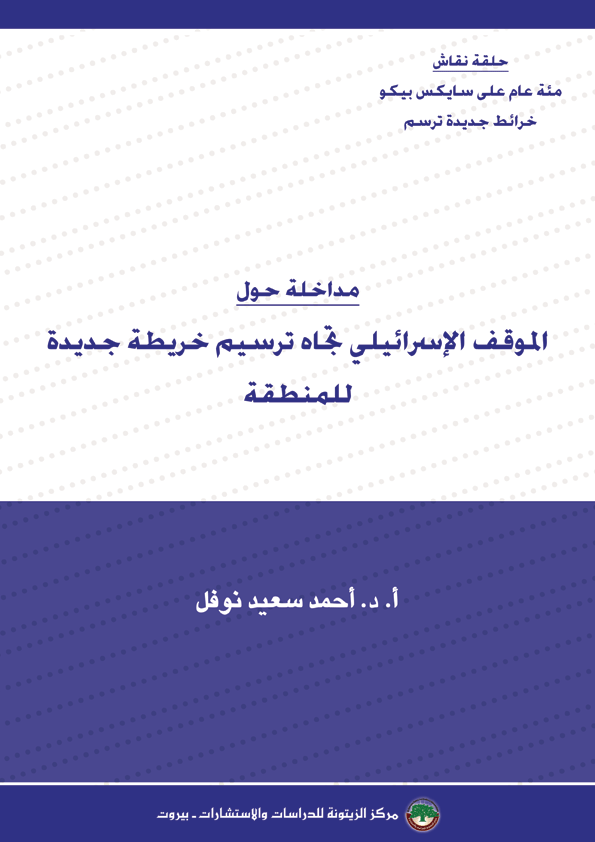 حلقة نقاش
مئة عام على سايكس بيكو
خرائط جديدة ترسم
مداخلة حول
الموقف الإسرائيلي تجاه ترسيم خريطة جديدة
للمنطقة
أ. د. أحمد سعيد نوفل
مركز الزيتونة للدراسات والاستشارات - بيروت